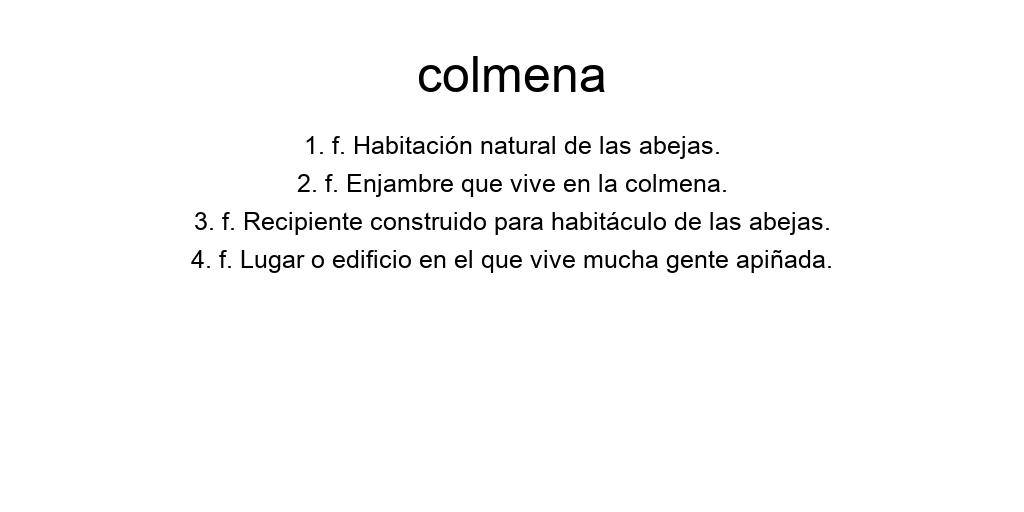 colmena
1. f. Habitación natural de las abejas.
2. f. Enjambre que vive en la colmena.
3. f. Recipiente construido para habitáculo de las abejas.
4. f. Lugar o edificio en el que vive mucha gente apiñada.